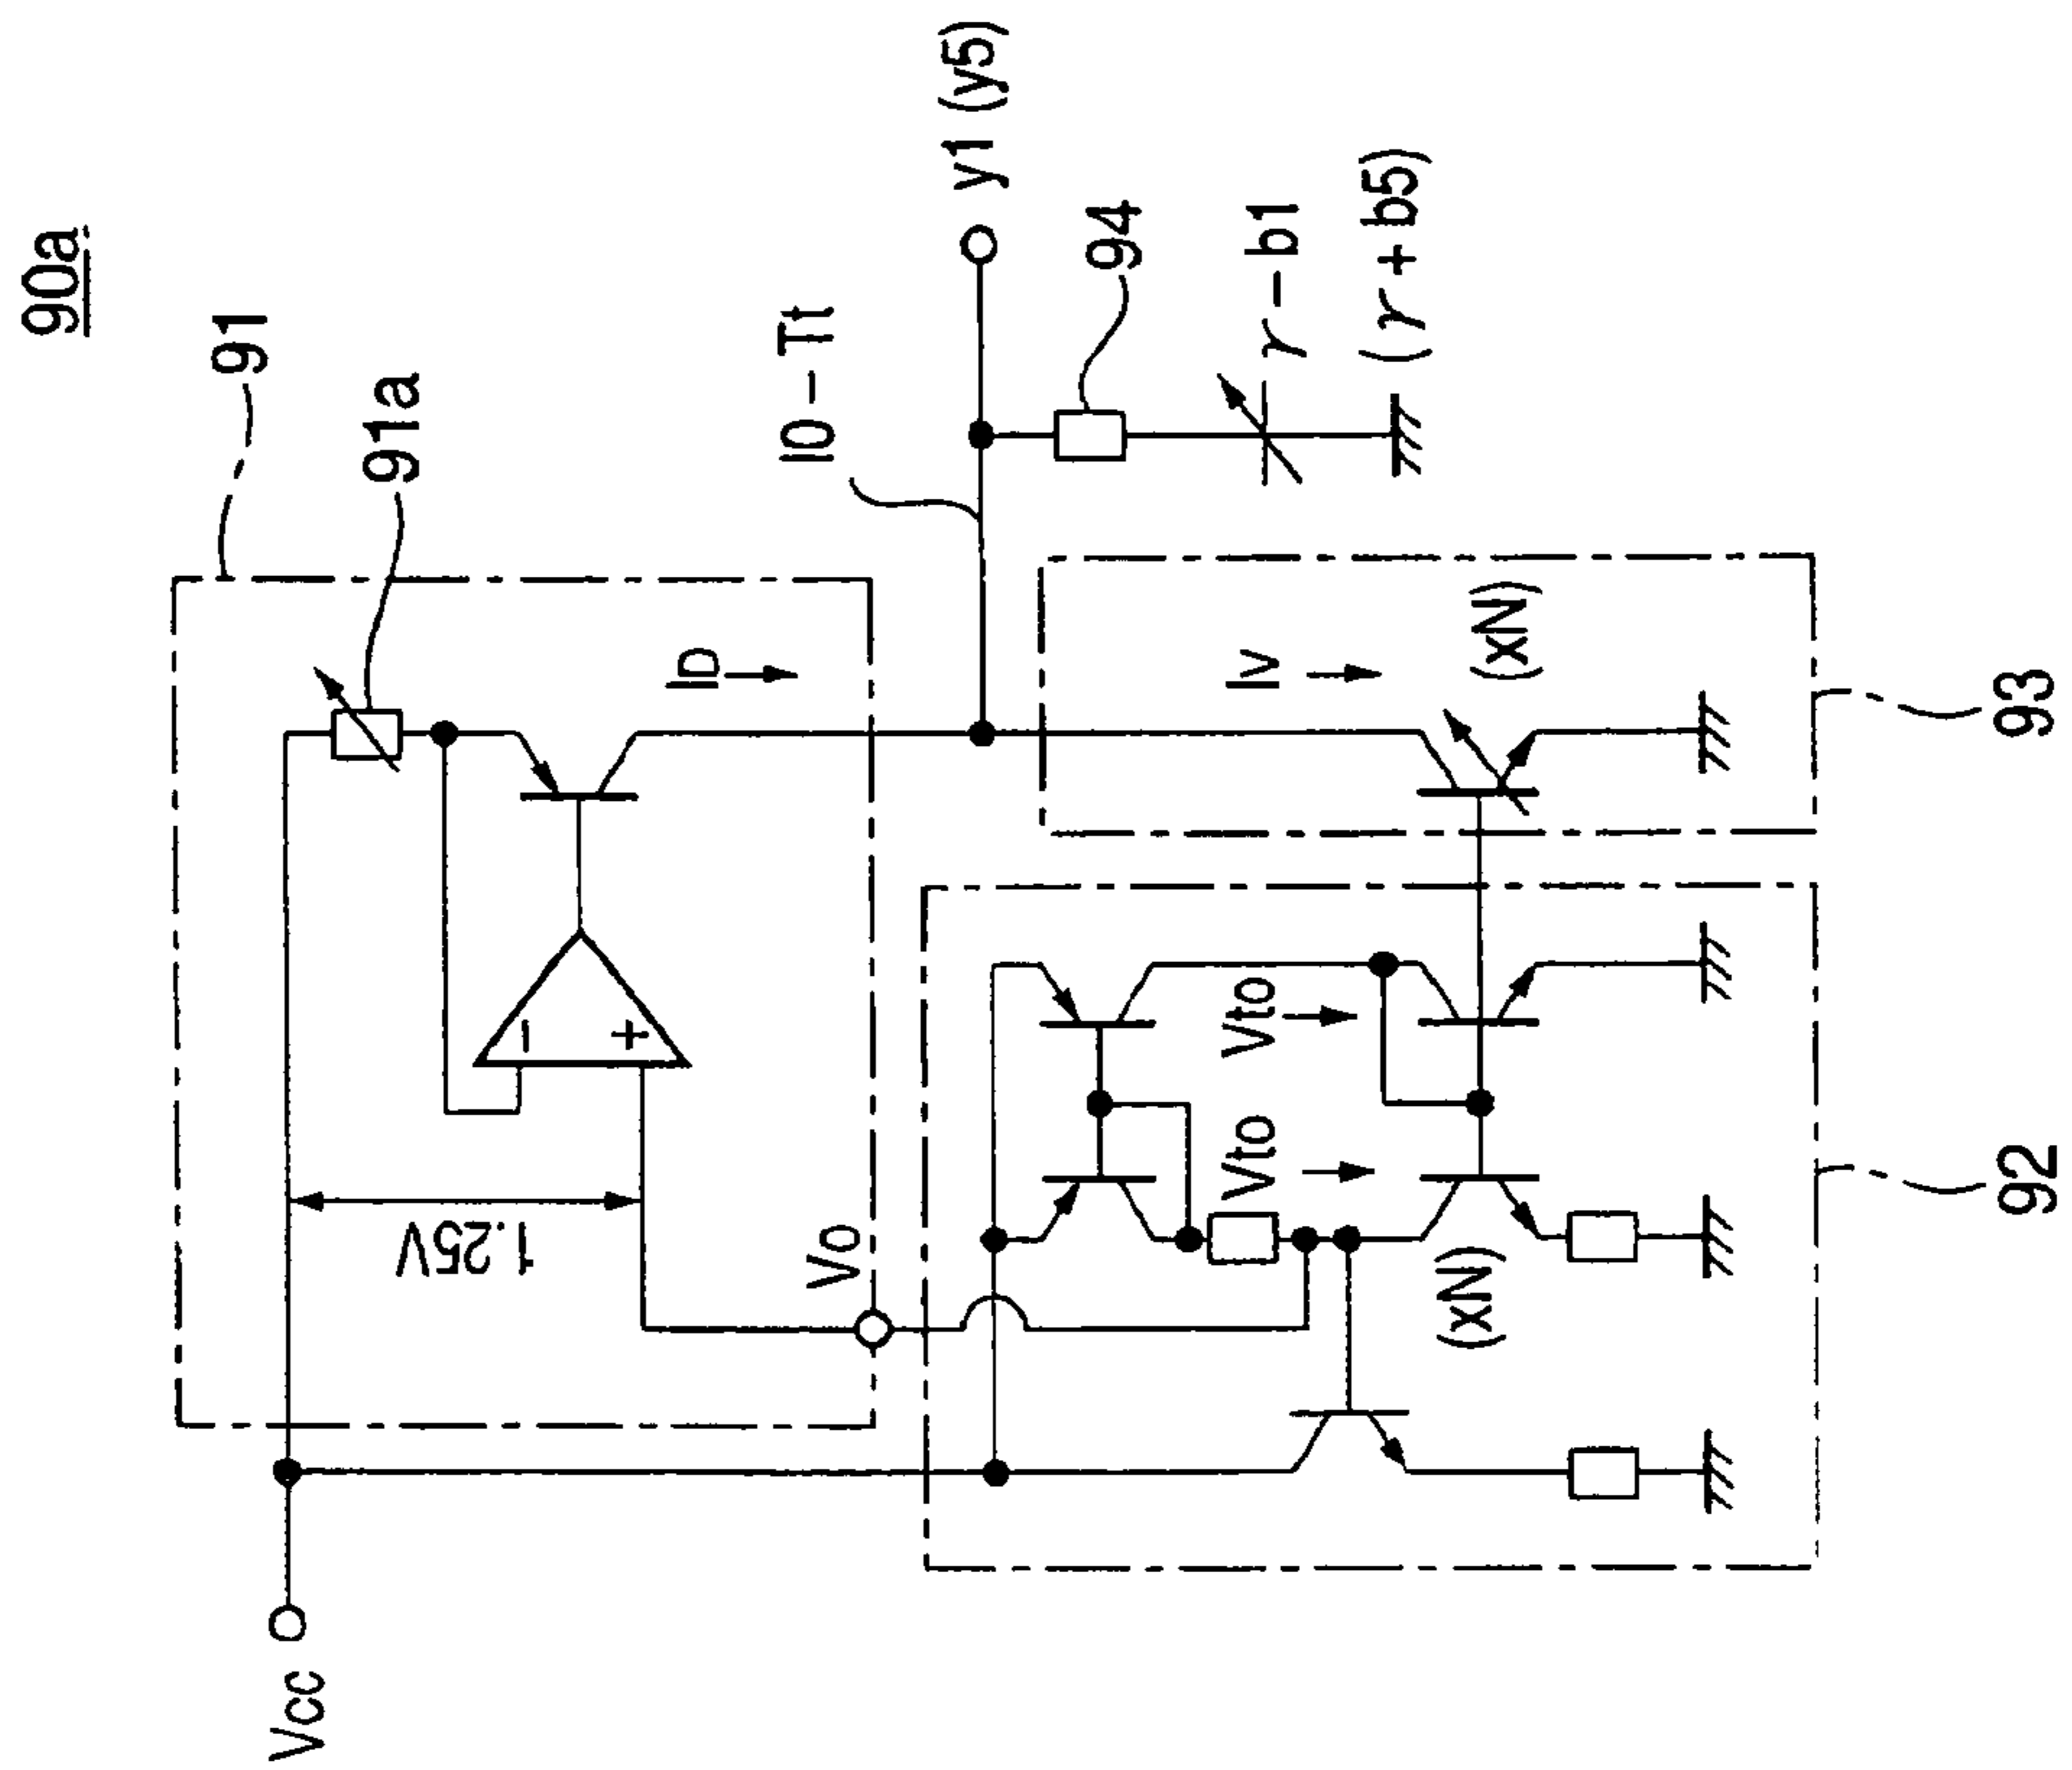 90a
91
91a
Vcc
1.25V
−
+
ID
Vo
I0-Tt
y1 (y5)
94
γ-b1
(γ+b5)
Vto
Vto
Iv
(xN)
(xN)
92
93